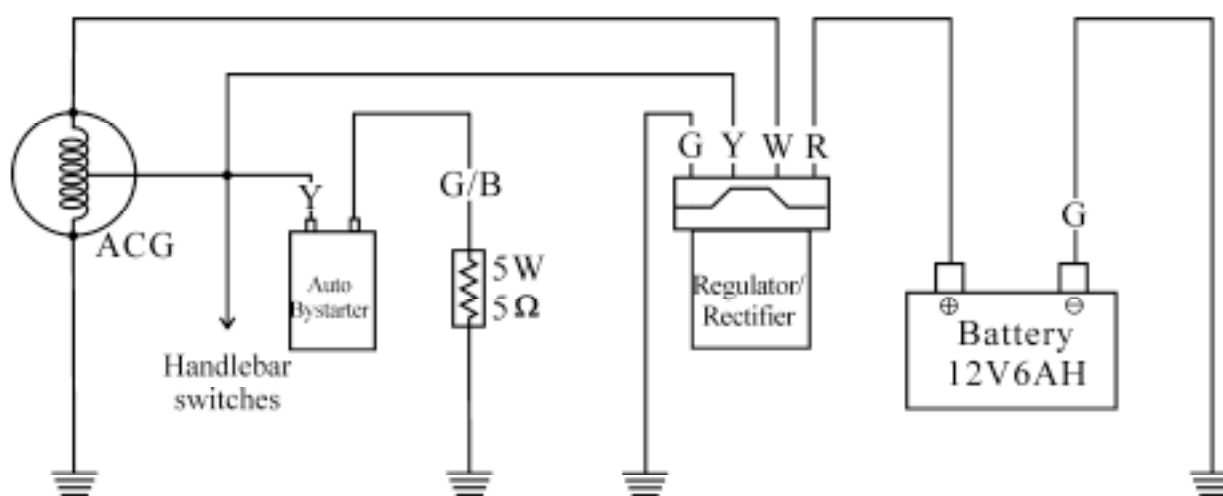 G Y W R
Y
G/B
G
ACG
Auto
Bystarter
5W
5Ω
Regulator/
Rectifier
⊕ ⊖
Battery
12V6AH
Handlebar
switches